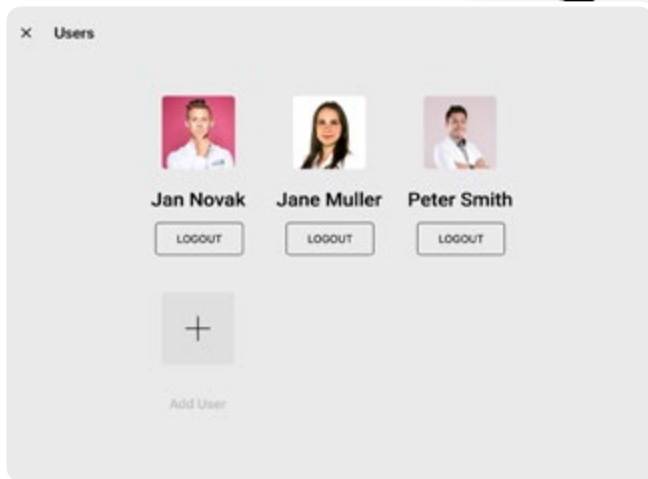 × Users
Jan Novak Jane Muller Peter Smith
LOGOUT LOGOUT LOGOUT
+
Add User